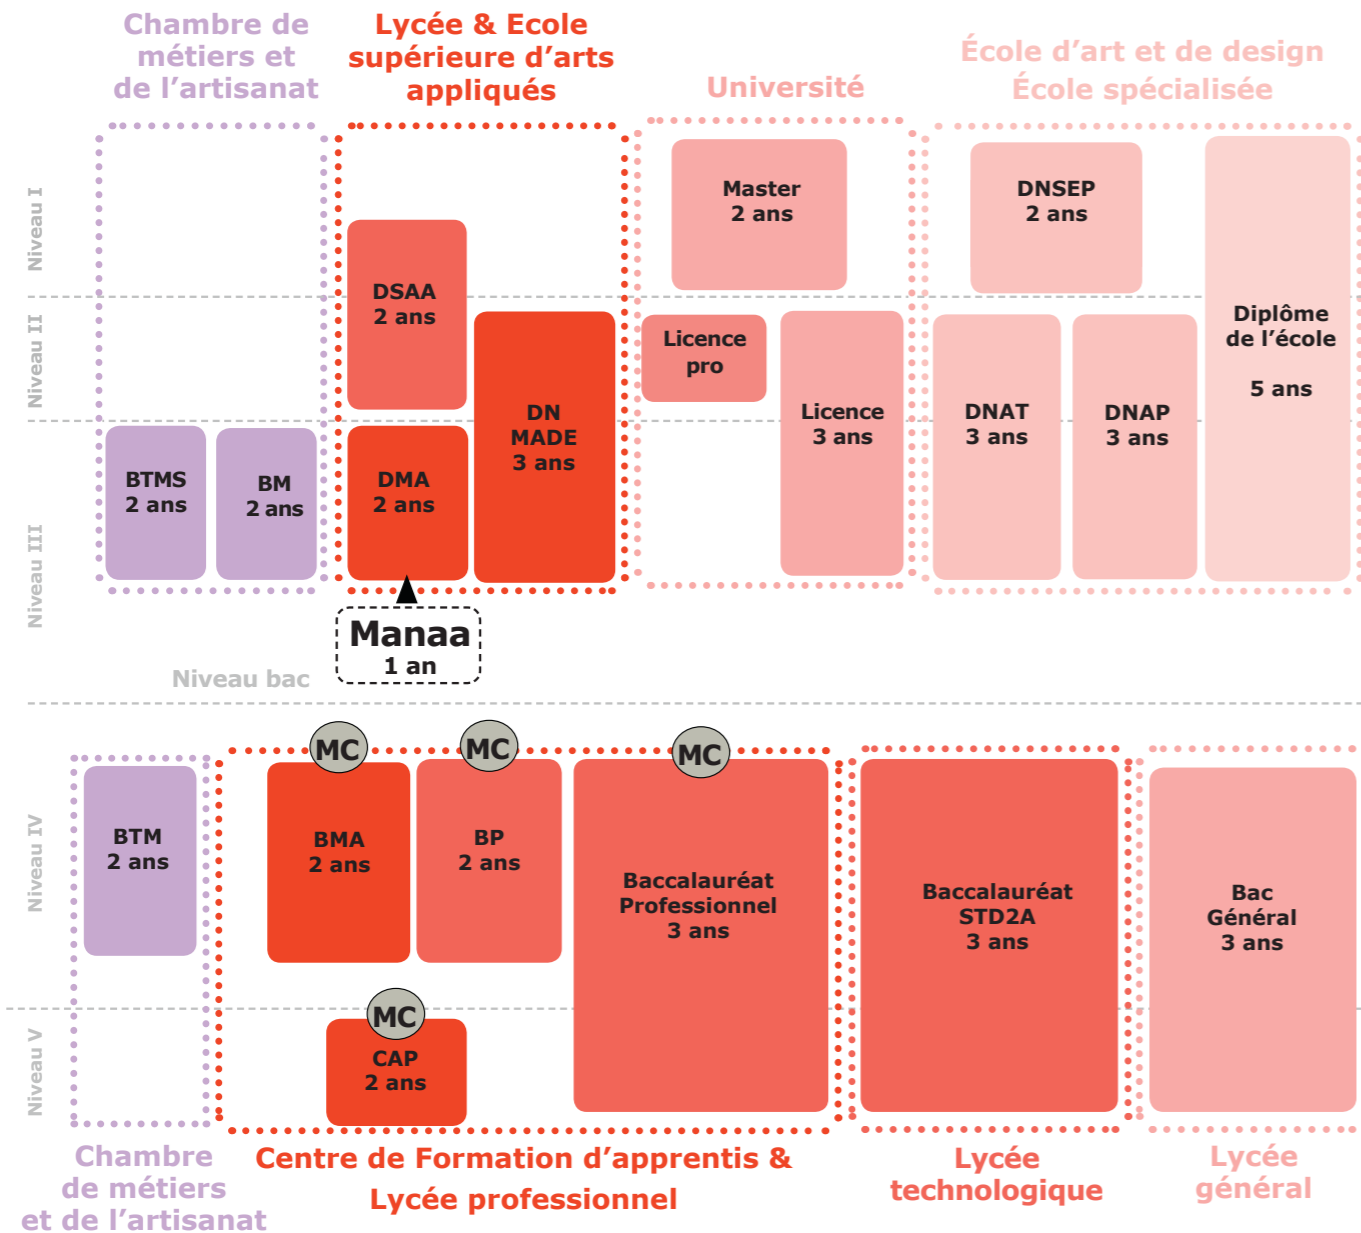 Chambre de
métiers et
de l’artisanat
Lycée & Ecole
supérieure d’arts
appliqués
Université
École d’art et de design
École spécialisée
Niveau I
Master
2 ans
DNSEP
2 ans
DSAA
2 ans
Niveau II
Licence
pro
Diplôme
de l’école
5 ans
DN
MADE
3 ans
Licence
3 ans
DNAT
3 ans
DNAP
3 ans
Niveau III
BTMS
2 ans
BM
2 ans
DMA
2 ans
Manaa
1 an
Niveau bac
MC
MC
MC
Niveau IV
BTM
2 ans
BMA
2 ans
BP
2 ans
Baccalauréat
Professionnel
3 ans
Baccalauréat
STD2A
3 ans
Bac
Général
3 ans
Niveau V
MC
CAP
2 ans
Chambre
de métiers
et de l’artisanat
Centre de Formation d’apprentis &
Lycée professionnel
Lycée
technologique
Lycée
général